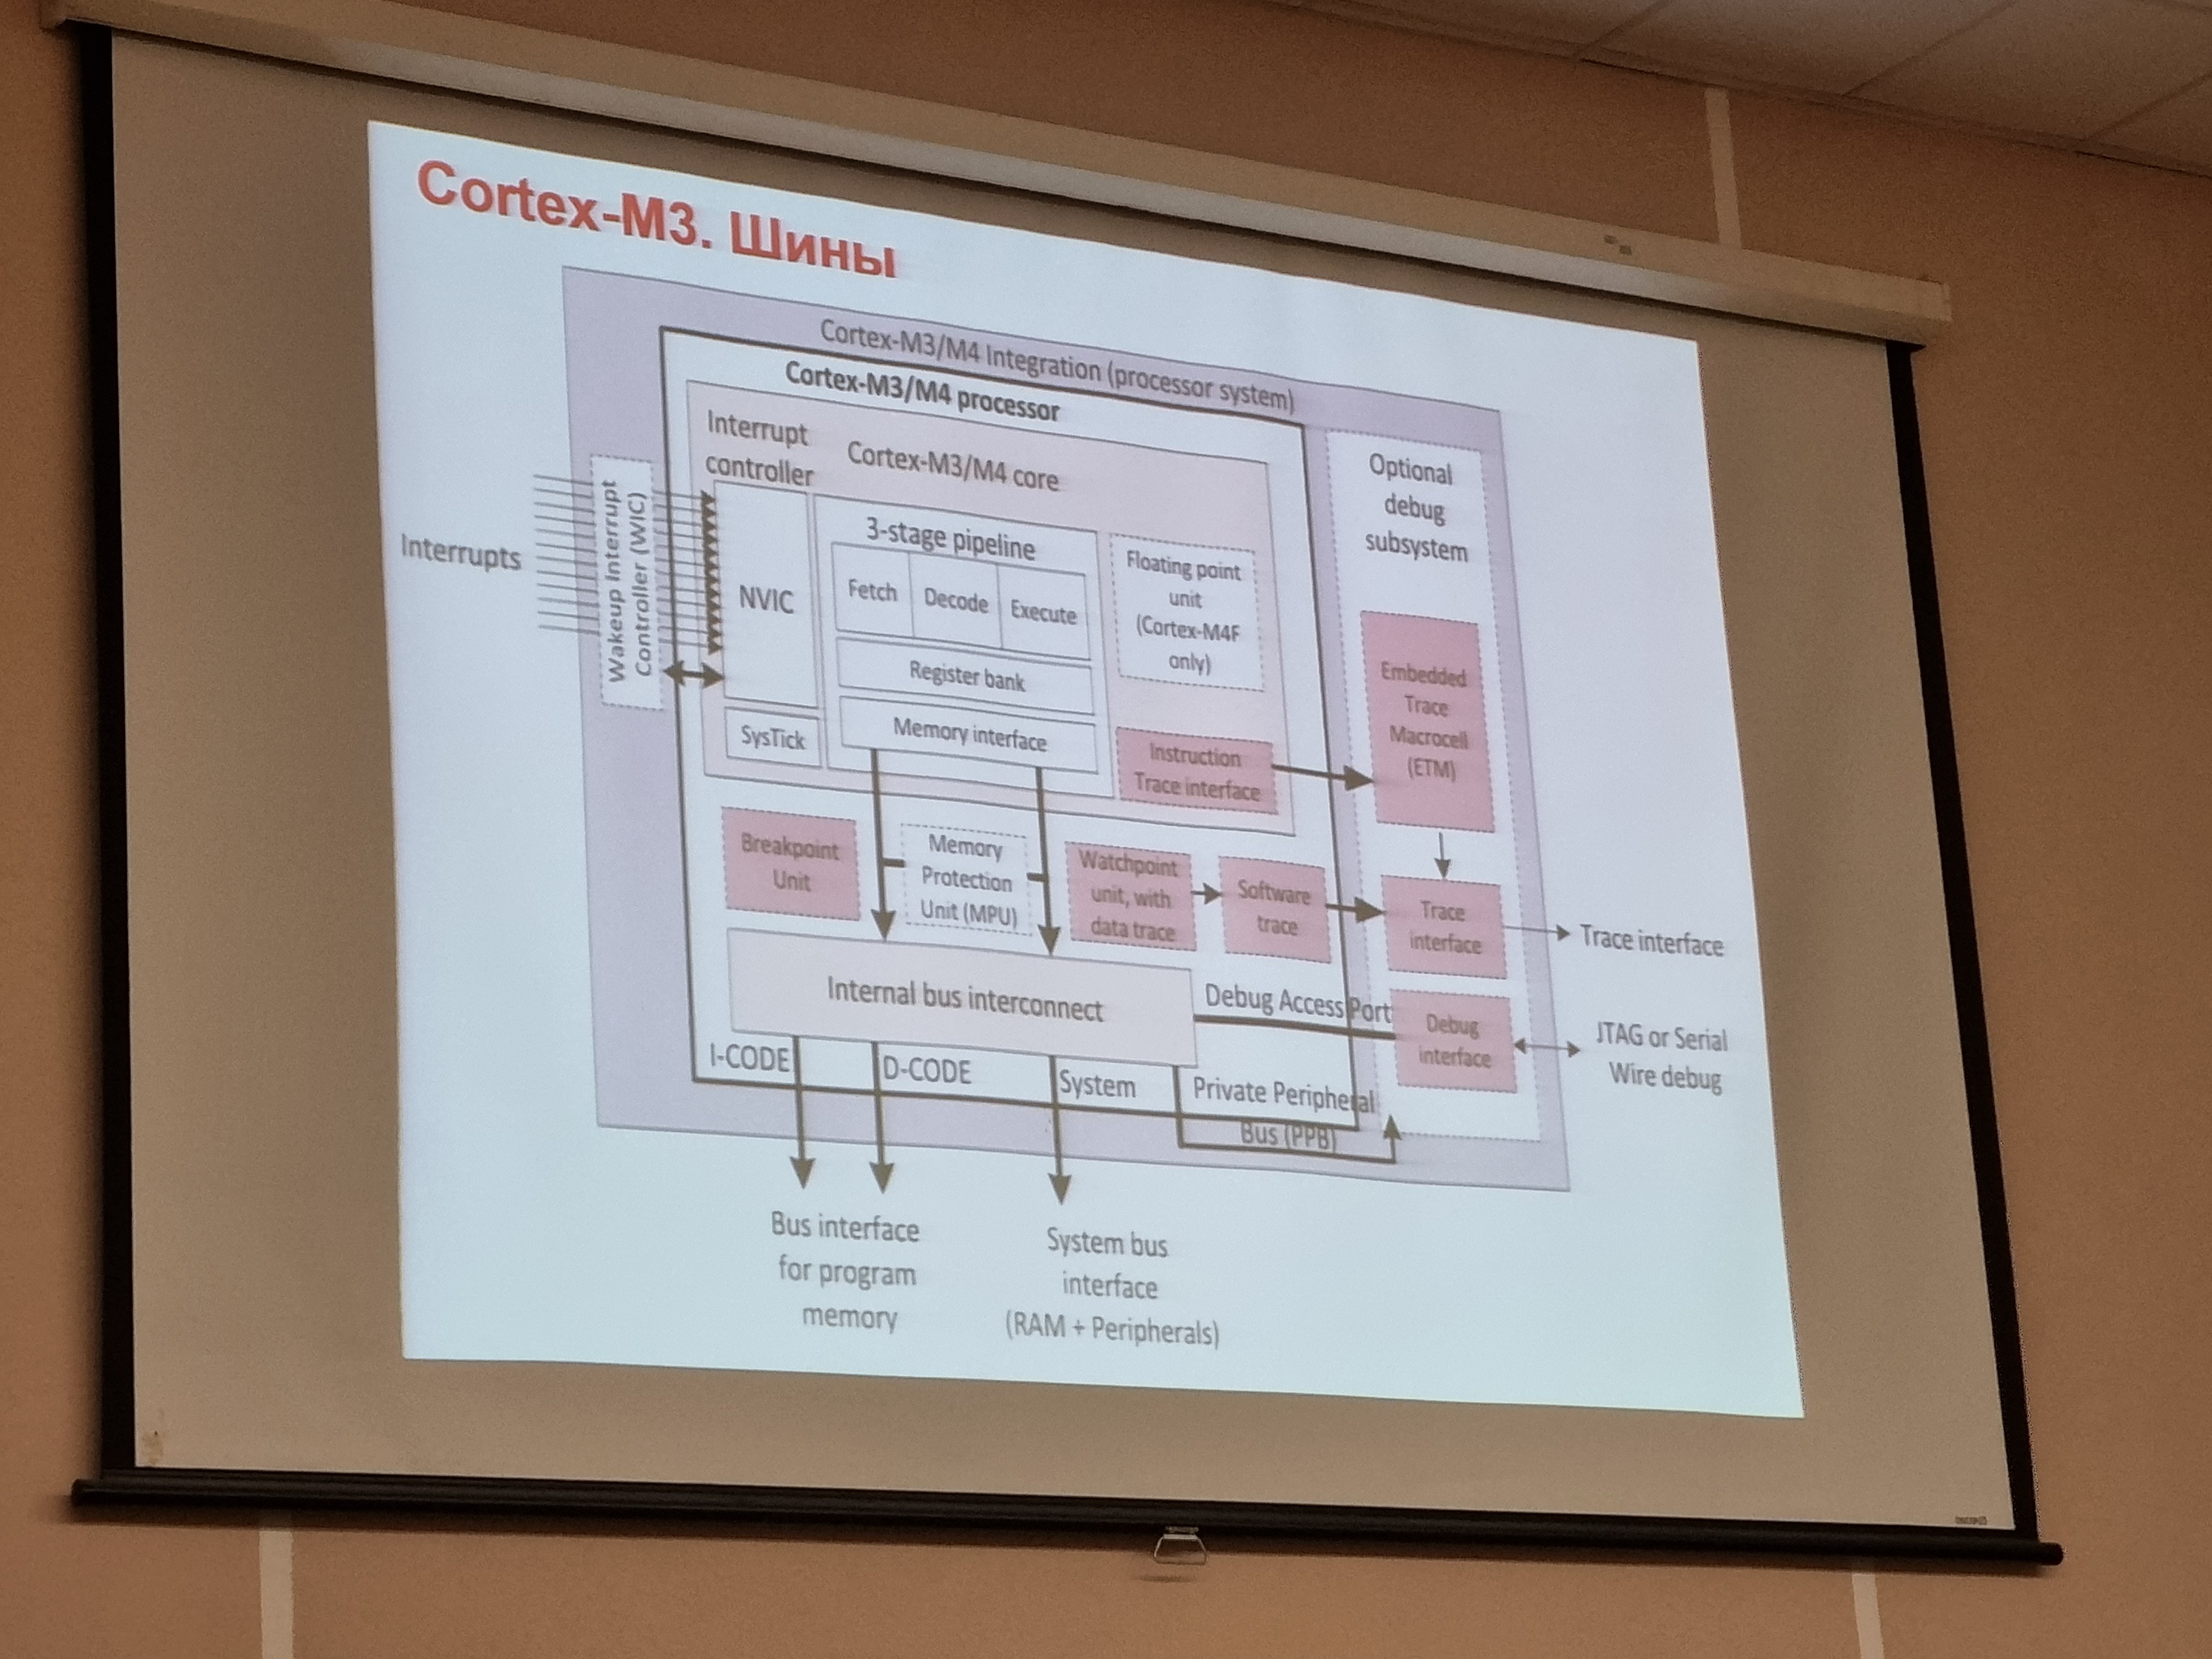 Cortex-M3. Шины
Cortex-M3/M4 Integration (processor system)
Cortex-M3/M4 processor
Interrupt
controller
Cortex-M3/M4 core
Optional
debug
subsystem
Interrupts
Wakeup Interrupt
Controller (WIC)
NVIC
SysTick
3-stage pipeline
Fetch
Decode
Execute
Register bank
Memory interface
Floating point
unit
(Cortex-M4F
only)
Instruction
Trace interface
Embedded
Trace
Macrocell
(ETM)
Breakpoint
Unit
Memory
Protection
Unit (MPU)
Watchpoint
unit, with
data trace
Software
trace
Trace
interface
Trace interface
Internal bus interconnect
Debug Access Port
Debug
interface
JTAG or Serial
Wire debug
I-CODE
D-CODE
System
Private Peripheral
Bus (PPB)
Bus interface
for program
memory
System bus
interface
(RAM + Peripherals)